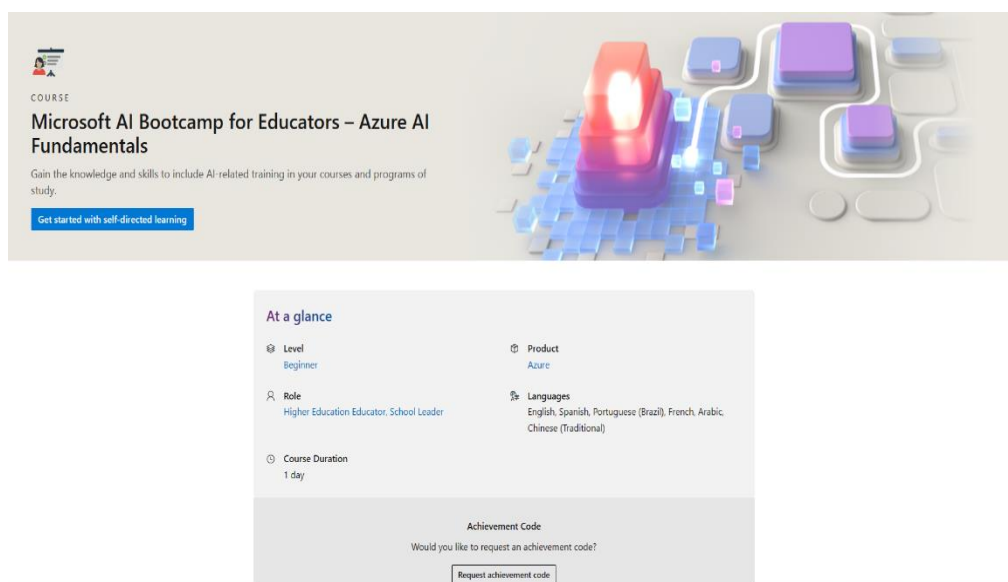 COURSE
Microsoft AI Bootcamp for Educators – Azure AI
Fundamentals
Gain the knowledge and skills to include AI-related training in your courses and programs of
study.
Get started with self-directed learning
At a glance
Level
Beginner
Product
Azure
Role
Higher Education Educator, School Leader
Languages
English, Spanish, Portuguese (Brazil), French, Arabic,
Chinese (Traditional)
Course Duration
1 day
Achievement Code
Would you like to request an achievement code?
Request achievement code